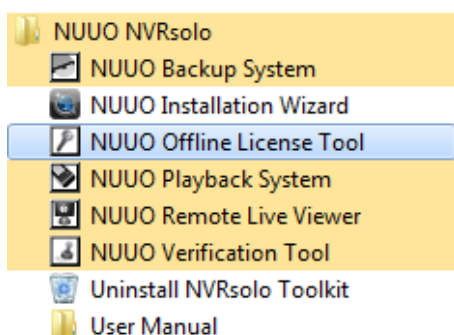 NUUO NVRsolo
NUUO Backup System
NUUO Installation Wizard
NUUO Offline License Tool
NUUO Playback System
NUUO Remote Live Viewer
NUUO Verification Tool
Uninstall NVRsolo Toolkit
User Manual